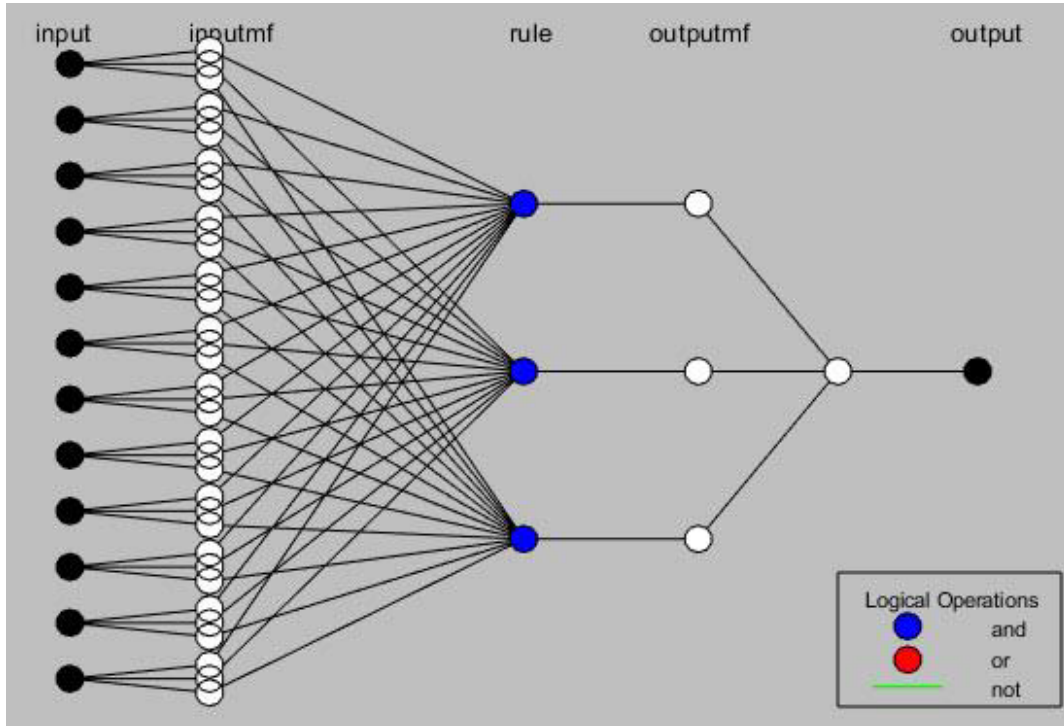 input inputmf rule outputmf output
Logical Operations
and
or
not